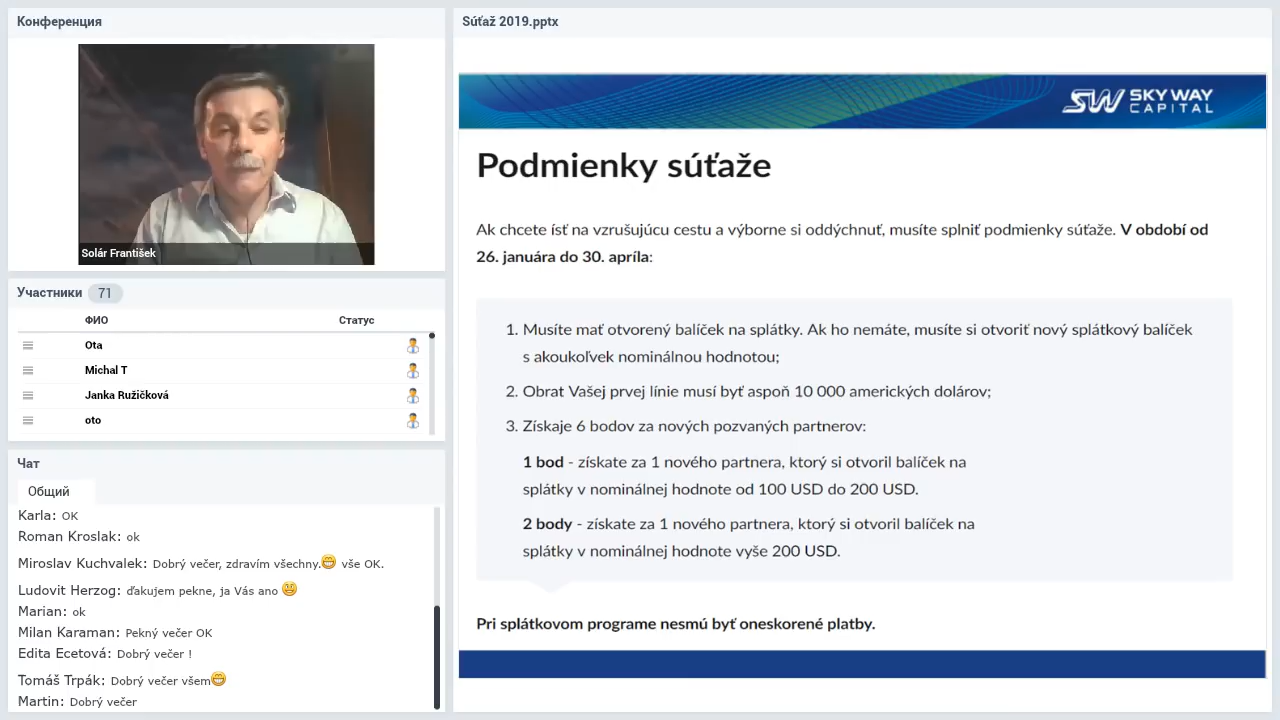 Конференция
Solár František
Участники 71
ФИО Статус
Ota
Michal T
Janka Ružičková
oto
Чат
Общий
Karla: OK
Roman Kroslak: ok
Miroslav Kuchvalek: Dobrý večer, zdravím všechny.😁 vše OK.
Ludovit Herzog: ďakujem pekne, ja Vás ano
Marian: ok
Milan Karaman: Pekný večer OK
Edita Ecetová: Dobrý večer !
Tomáš Trpák: Dobrý večer všem😁
Martin: Dobrý večer
Súťaž 2019.pptx
SW SKY WAY
CAPITAL
Podmienky súťaže
Ak chcete ísť na vzrušujúcu cestu a výborne si oddýchnuť, musíte splniť podmienky súťaže. V období od
26. januára do 30. apríla:
1. Musíte mať otvorený balíček na splátky. Ak ho nemáte, musíte si otvoriť nový splátkový balíček
s akoukoľvek nominálnou hodnotou;
2. Obrat Vašej prvej línie musí byť aspoň 10 000 amerických dolárov;
3. Získaje 6 bodov za nových pozvaných partnerov:
1 bod - získate za 1 nového partnera, ktorý si otvoril balíček na
splátky v nominálnej hodnote od 100 USD do 200 USD.
2 body - získate za 1 nového partnera, ktorý si otvoril balíček na
splátky v nominálnej hodnote vyše 200 USD.
Pri splátkovom programe nesmú byť oneskorené platby.